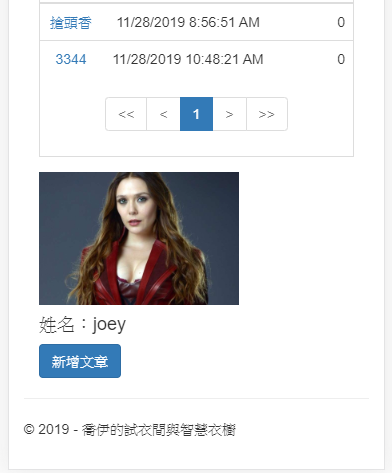 搶頭香 11/28/2019 8:56:51 AM 0
3344 11/28/2019 10:48:21 AM 0
<< < 1 > >>
姓名：joey
新增文章
© 2019 - 喬伊的試衣間與智慧衣櫥